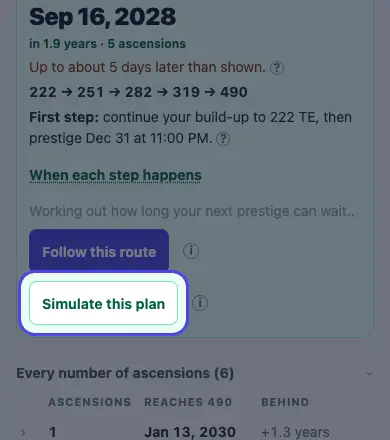 Sep 16, 2028
in 1.9 years · 5 ascensions
Up to about 5 days later than shown. ?
222 → 251 → 282 → 319 → 490
First step: continue your build-up to 222 TE, then
prestige Dec 31 at 11:00 PM. ?
When each step happens
Working out how long your next prestige can wait..
Follow this route i
Simulate this plan i
Every number of ascensions (6)
ASCENSIONS REACHES 490 BEHIND
1 Jan 13, 2030 +1.3 years